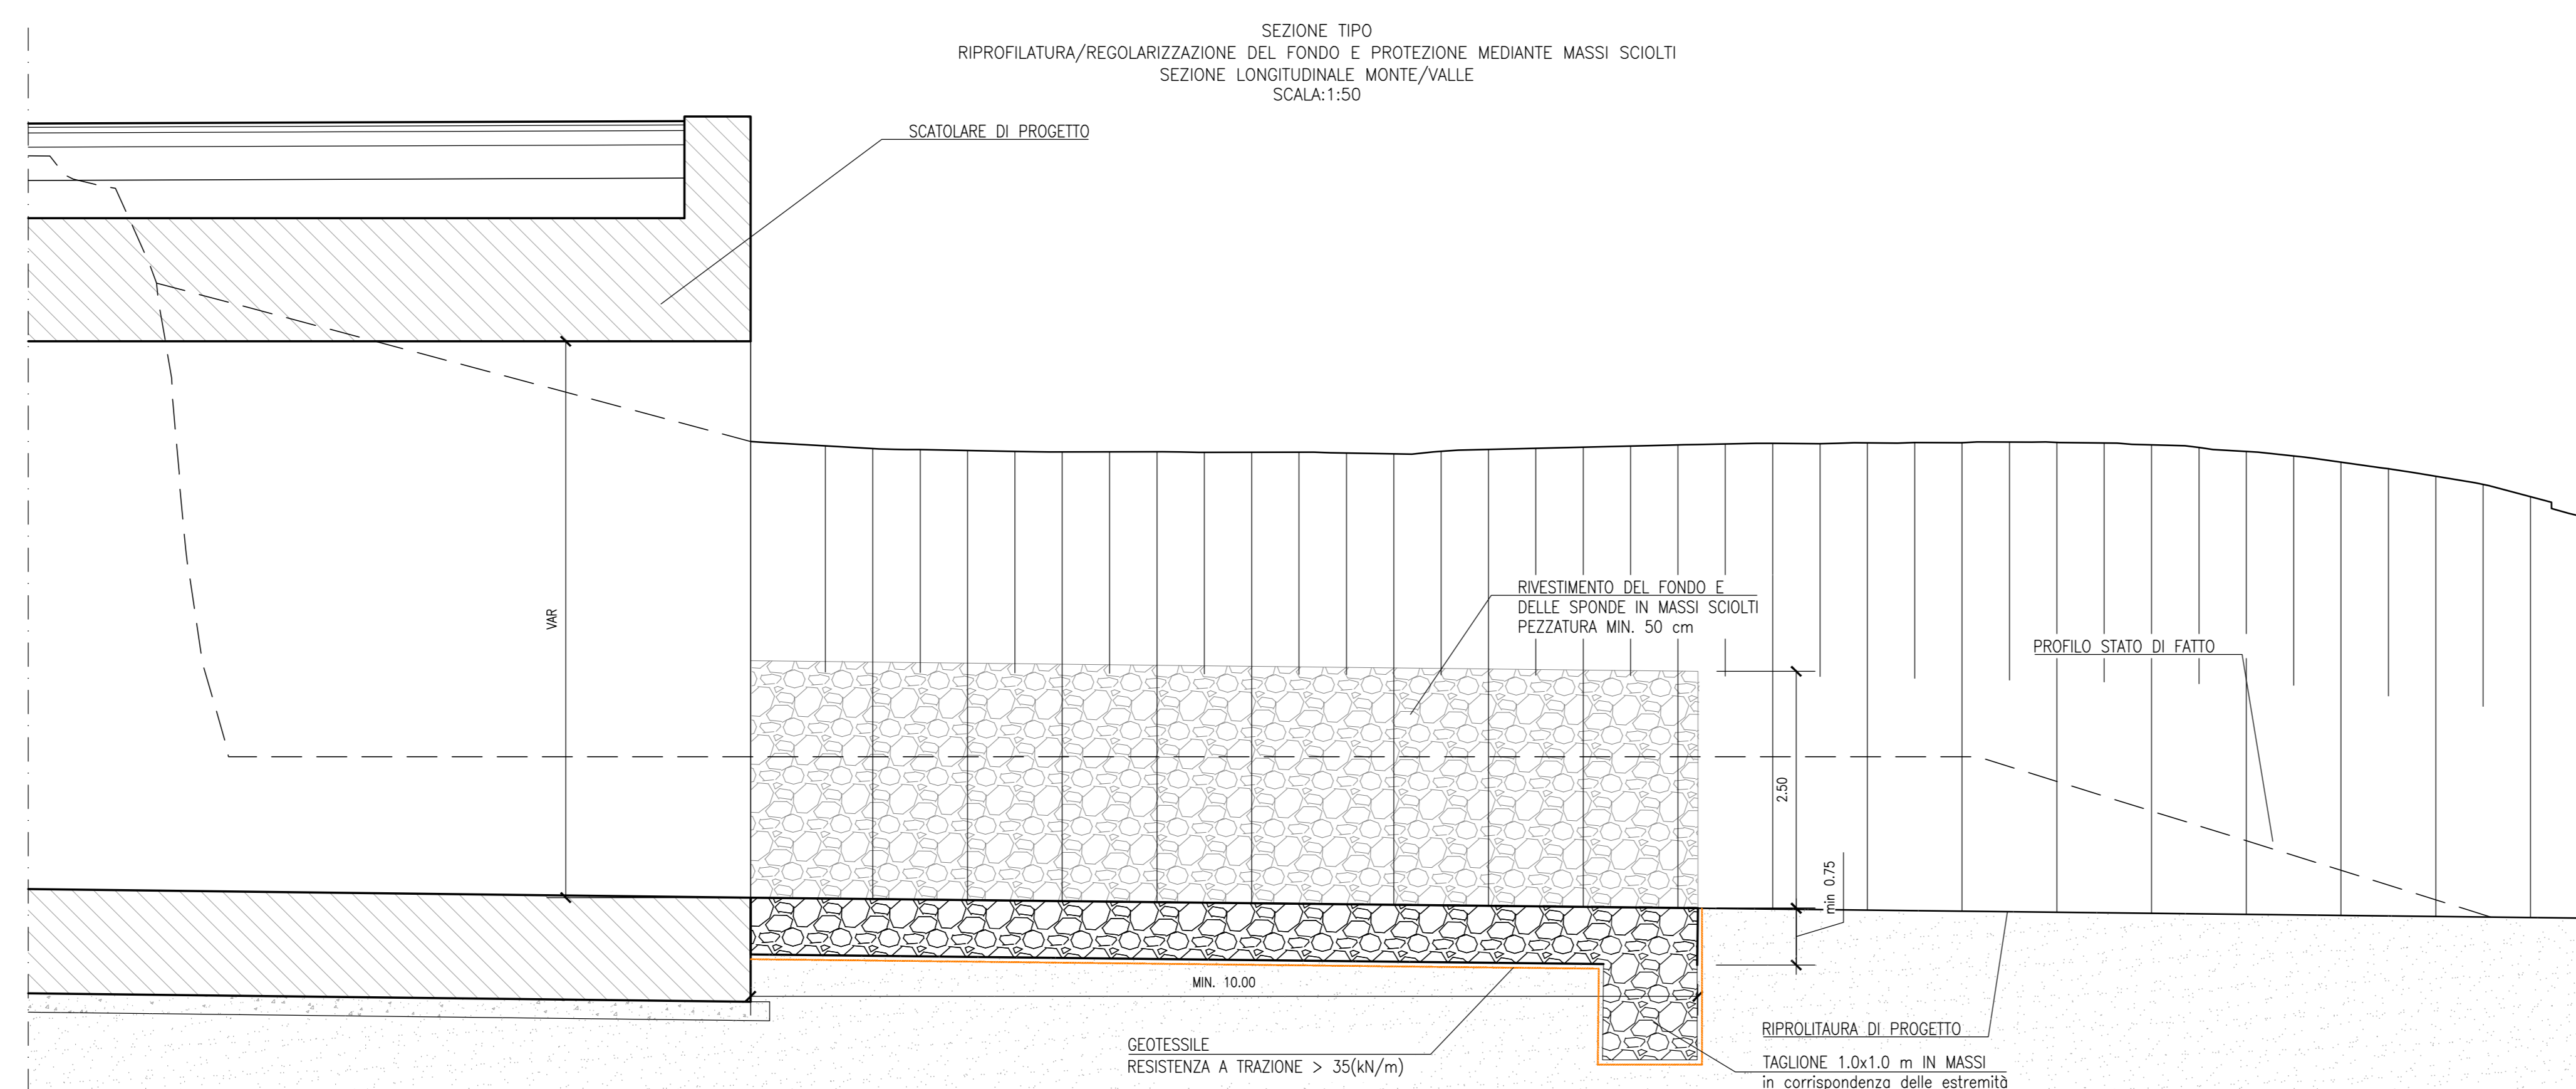 SEZIONE TIPO
RIPROFILATURA/REGOLARIZZAZIONE DEL FONDO E PROTEZIONE MEDIANTE MASSI SCIOLTI
SEZIONE LONGITUDINALE MONTE/VALLE
SCALA:1:50
SCATOLARE DI PROGETTO
RIVESTIMENTO DEL FONDO E
DELLE SPONDE IN MASSI SCIOLTI
PEZZATURA MIN. 50 cm
VAR
PROFILO STATO DI FATTO
2.50
min 0.75
MIN. 10.00
GEOTESSILE
RESISTENZA A TRAZIONE > 35(kN/m)
RIPROLITAURA DI PROGETTO
TAGLIONE 1.0x1.0 m IN MASSI
in corrispondenza delle estremità